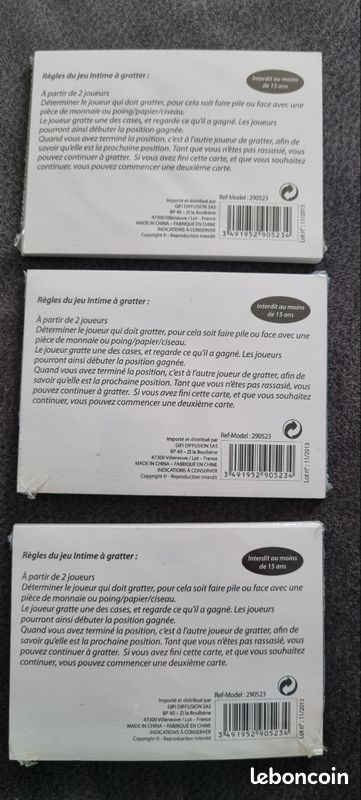 Règles du jeu Intime à gratter :
Interdit au moins
de 15 ans
À partir de 2 joueurs
Déterminer le joueur qui doit gratter, pour cela soit faire pile ou face avec une
pièce de monnaie ou poing/papier/ciseau.
Le joueur gratte une des cases, et regarde ce qu'il a gagné. Les joueurs
pourront ainsi débuter la position gagnée.
Quand vous avez terminé la position, c'est à l'autre joueur de gratter, afin de
savoir qu'elle est la prochaine position. Tant que vous n'êtes pas rassasié, vous
pouvez continuer à gratter. Si vous avez fini cette carte, et que vous souhaitez
continuer, vous pouvez commencer une deuxième carte.
Importé et distribué par
GIFI DIFFUSION SAS
BP 40 - ZI la Boulbène
47300 Villeneuve / Lot - France
MADE IN CHINA - FABRIQUÉ EN CHINE
INDICATIONS À CONSERVER
Copyright © - Reproduction Interdit
Ref-Model : 290523
3 491952 905234
Lot n° : 11/2013
Règles du jeu Intime à gratter :
Interdit au moins
de 15 ans
À partir de 2 joueurs
Déterminer le joueur qui doit gratter, pour cela soit faire pile ou face avec une
pièce de monnaie ou poing/papier/ciseau.
Le joueur gratte une des cases, et regarde ce qu'il a gagné. Les joueurs
pourront ainsi débuter la position gagnée.
Quand vous avez terminé la position, c'est à l'autre joueur de gratter, afin de
savoir qu'elle est la prochaine position. Tant que vous n'êtes pas rassasié, vous
pouvez continuer à gratter. Si vous avez fini cette carte, et que vous souhaitez
continuer, vous pouvez commencer une deuxième carte.
Importé et distribué par
GIFI DIFFUSION SAS
BP 40 - ZI la Boulbène
47300 Villeneuve / Lot - France
MADE IN CHINA - FABRIQUÉ EN CHINE
INDICATIONS À CONSERVER
Copyright © - Reproduction Interdit
Ref-Model : 290523
3 491952 905234
Lot n° : 11/2013
Règles du jeu Intime à gratter :
Interdit au moins
de 15 ans
À partir de 2 joueurs
Déterminer le joueur qui doit gratter, pour cela soit faire pile ou face avec une
pièce de monnaie ou poing/papier/ciseau.
Le joueur gratte une des cases, et regarde ce qu'il a gagné. Les joueurs
pourront ainsi débuter la position gagnée.
Quand vous avez terminé la position, c'est à l'autre joueur de gratter, afin de
savoir qu'elle est la prochaine position. Tant que vous n'êtes pas rassasié, vous
pouvez continuer à gratter. Si vous avez fini cette carte, et que vous souhaitez
continuer, vous pouvez commencer une deuxième carte.
Importé et distribué par
GIFI DIFFUSION SAS
BP 40 - ZI la Boulbène
47300 Villeneuve / Lot - France
MADE IN CHINA - FABRIQUÉ EN CHINE
INDICATIONS À CONSERVER
Copyright © - Reproduction Interdit
Ref-Model : 290523
3 491952 905234
Lot n° : 11/2013
leboncoin